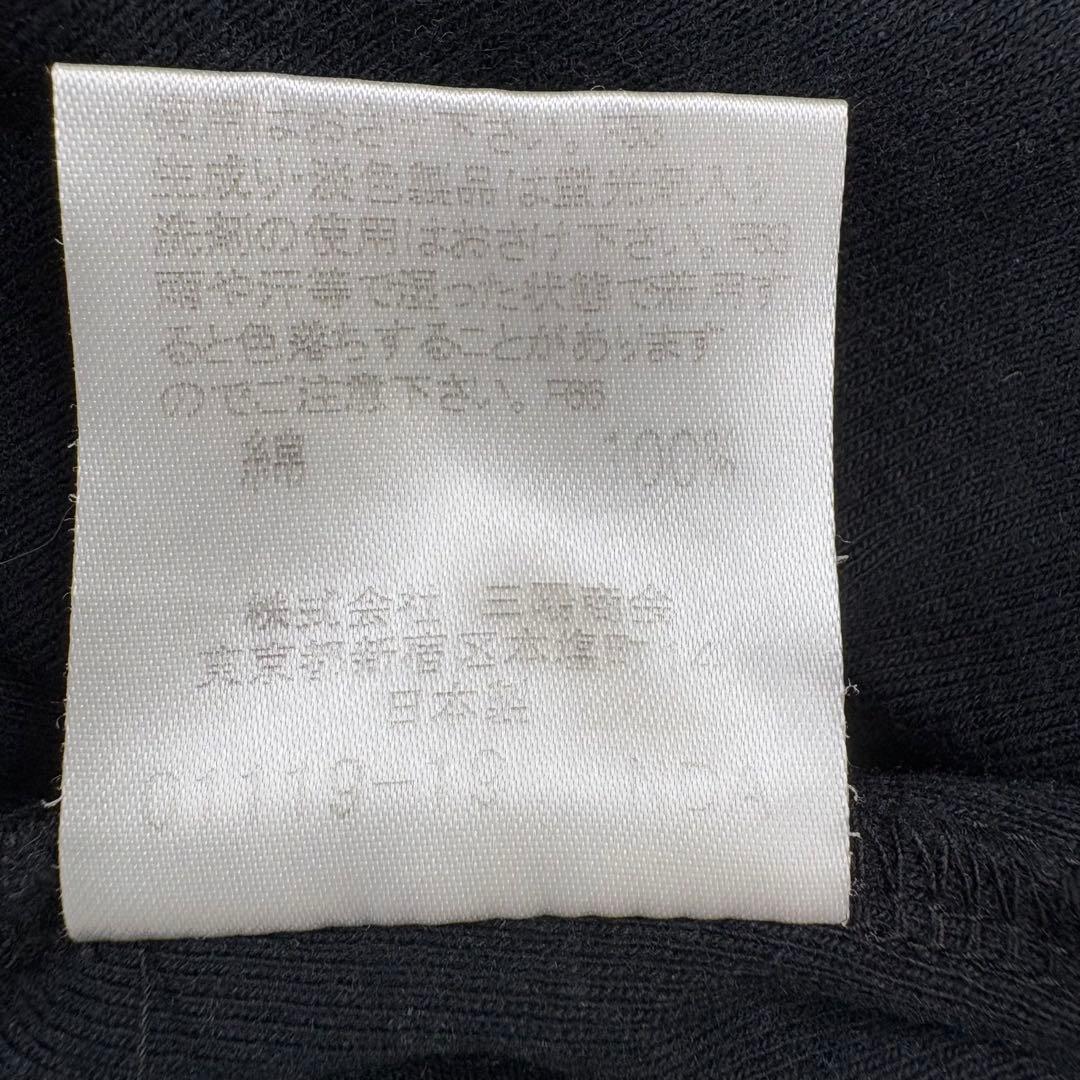 使用はおさけ下さい。F58
生成り・淡色製品は蛍光剤入り
洗剤の使用はおさけ下さい。F62
雨や汗等で湿った状態で着用す
ると色落ちすることがあります
のでご注意下さい。F66
綿 100%
株式会社 三陽商会
東京都新宿区本塩町
日本製